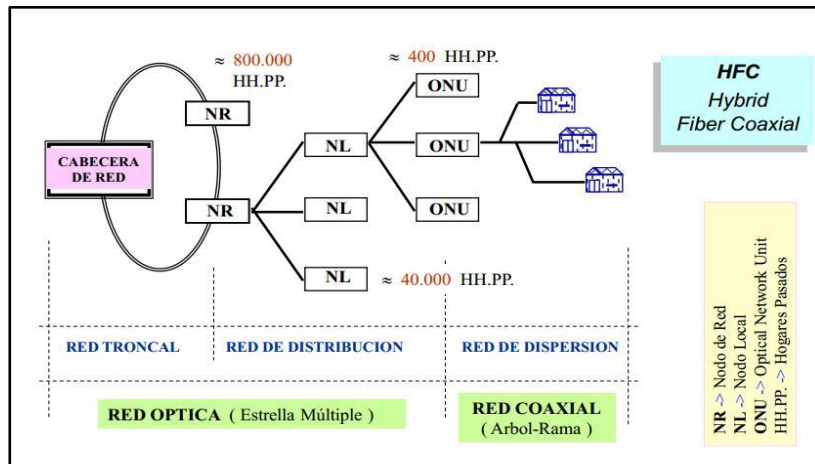 ≈ 800.000
HH.PP.
≈ 400 HH.PP.
HFC
Hybrid
Fiber Coaxial
ONU
NR
CABECERA
DE RED
NL
ONU
NR
NL
ONU
NL
≈ 40.000 HH.PP.
RED TRONCAL
RED DE DISTRIBUCION
RED DE DISPERSION
RED OPTICA ( Estrella Múltiple )
RED COAXIAL
( Arbol-Rama )
NR -> Nodo de Red
NL -> Nodo Local
ONU -> Optical Network Unit
HH.PP. -> Hogares Pasados